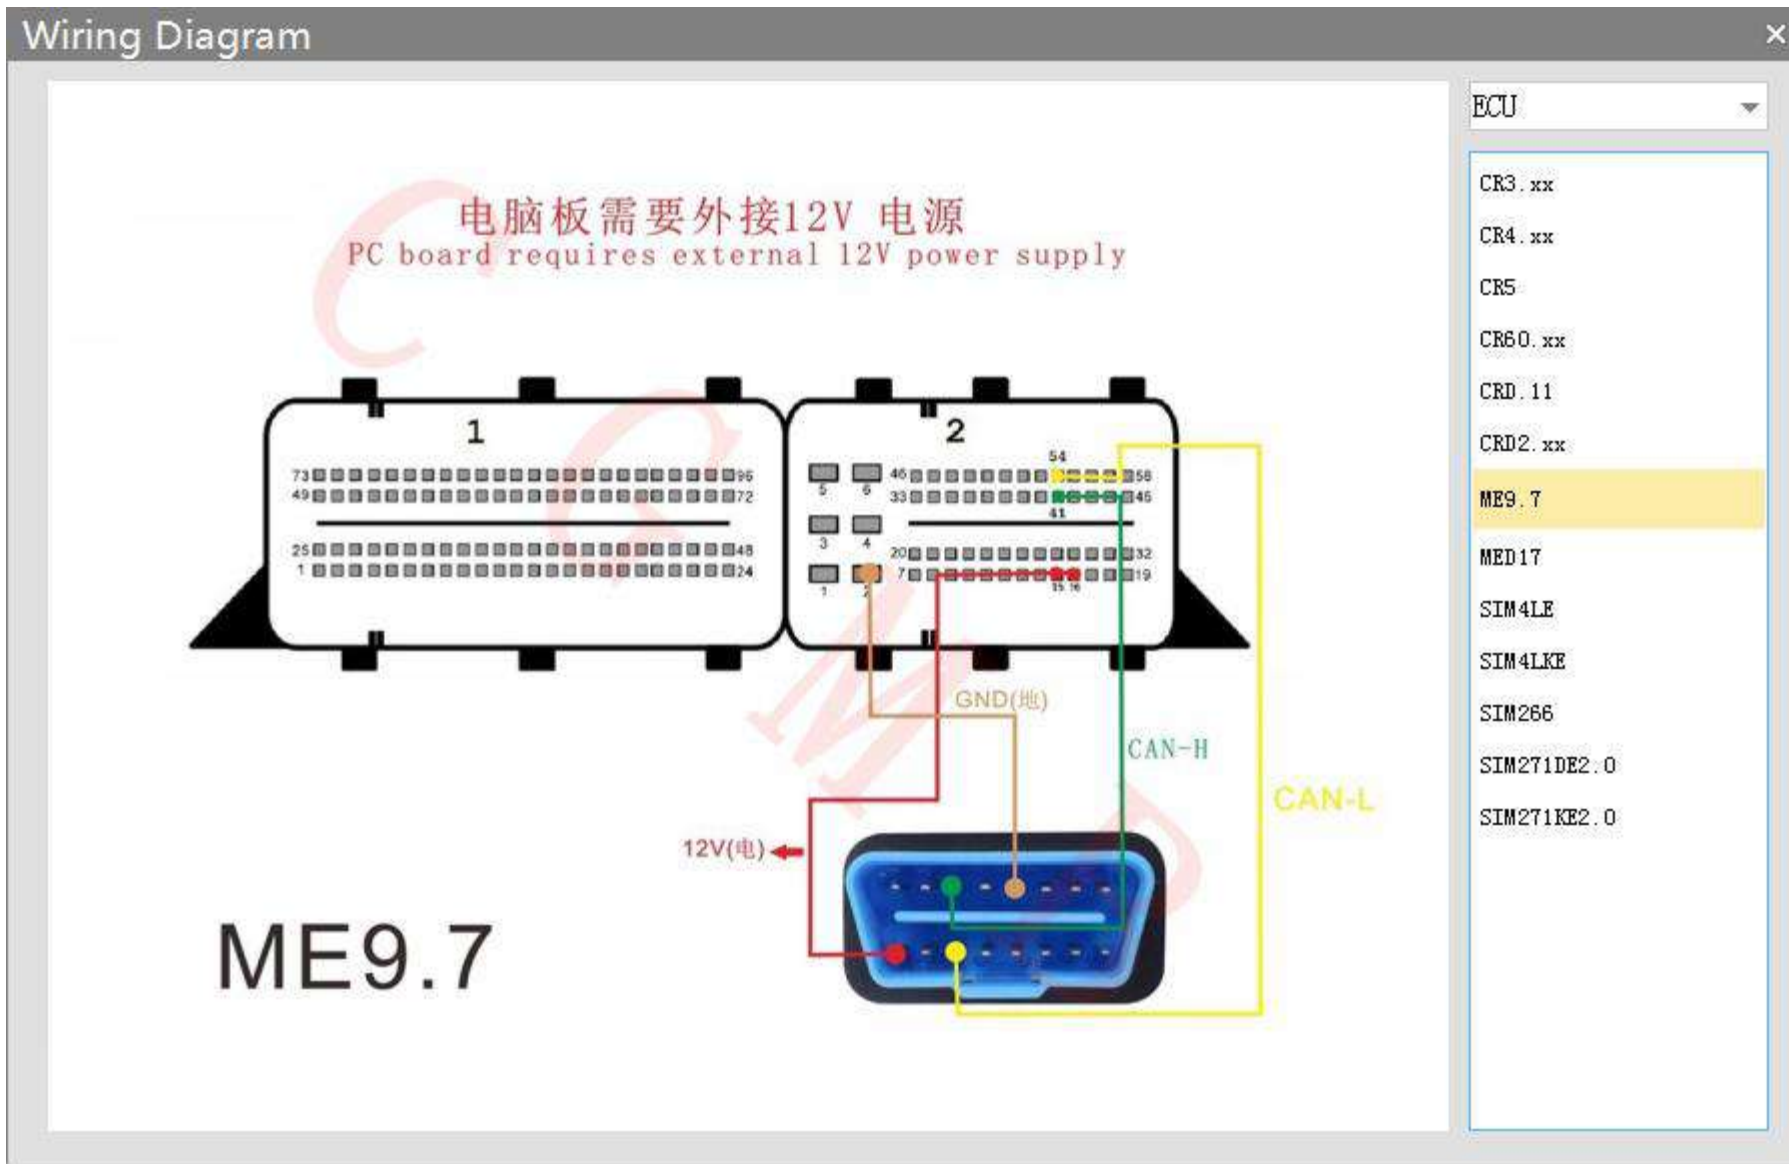 Wiring Diagram
×
ECU
CR3.xx
CR4.xx
CR5
CR60.xx
CRD.11
CRD2.xx
ME9.7
MED17
SIM4LE
SIM4LKE
SIM266
SIM271DE2.0
SIM271KE2.0
CGMB
电脑板需要外接12V 电源
PC board requires external 12V power supply
1
73 96
49 72
25 48
1 24
2
54
5 6 46 58
33 45
41
3 4 20 32
7 19
1 2 15 16
GND(地)
CAN-H
CAN-L
12V(电)
ME9.7